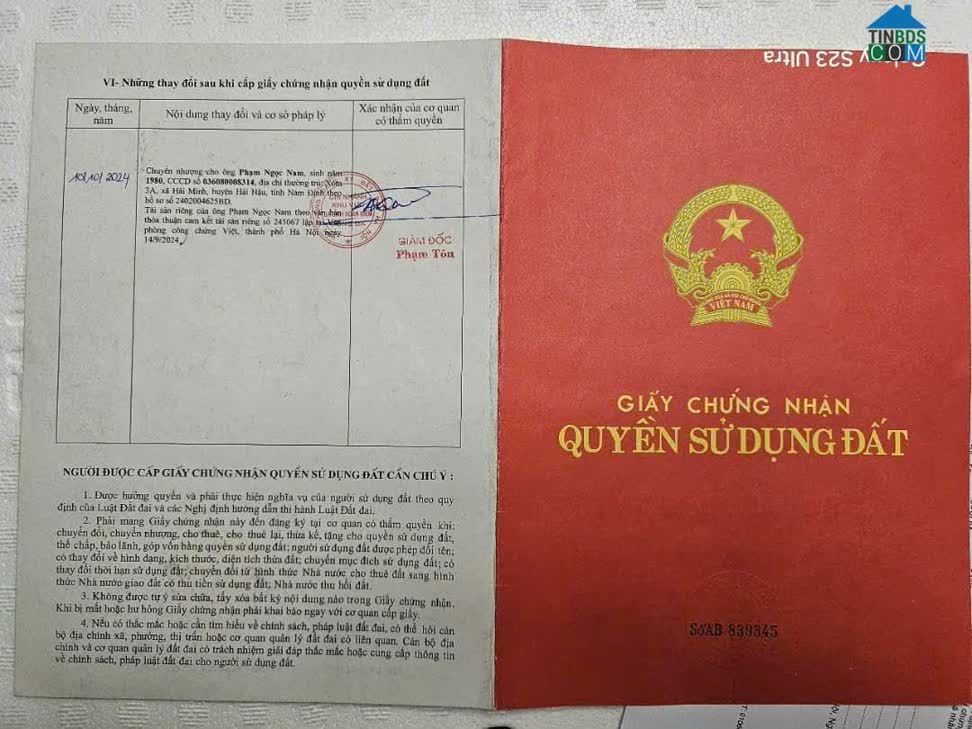 TINBDS
COM
y S23 Ultra
VI- Những thay đổi sau khi cấp giấy chứng nhận quyền sử dụng đất
Ngày, tháng, năm
Nội dung thay đổi và cơ sở pháp lý
Xác nhận của cơ quan có thẩm quyền
10/10/2024
Chuyển nhượng cho ông Phạm Ngọc Nam, sinh năm
1980, CCCD số 036080008314, địa chỉ thường trú: Xóm
3A, xã Hải Minh, huyện Hải Hậu, tỉnh Nam Định theo
hồ sơ số 2402004625BD.
Tài sản riêng của ông Phạm Ngọc Nam theo văn bản
thỏa thuận cam kết tài sản riêng số 245067 lập tại Văn
phòng công chứng Việt, thành phố Hà Nội ngày
14/9/2024
GIÁM ĐỐC
Phạm Tôn
NGƯỜI ĐƯỢC CẤP GIẤY CHỨNG NHẬN QUYỀN SỬ DỤNG ĐẤT CẦN CHÚ Ý :
1. Được hưởng quyền và phải thực hiện nghĩa vụ của người sử dụng đất theo quy
định của Luật Đất đai và các Nghị định hướng dẫn thi hành Luật Đất đai.
2. Phải mang Giấy chứng nhận này đến đăng ký tại cơ quan có thẩm quyền khi:
chuyển đổi, chuyển nhượng, cho thuê, cho thuê lại, thừa kế, tặng cho quyền sử dụng đất,
thế chấp, bảo lãnh, góp vốn bằng quyền sử dụng đất; người sử dụng đất được phép đổi tên;
có thay đổi về hình dạng, kích thước, diện tích thửa đất; chuyển mục đích sử dụng đất; có
thay đổi thời hạn sử dụng đất; chuyển đổi từ hình thức Nhà nước cho thuê đất sang hình
thức Nhà nước giao đất có thu tiền sử dụng đất; Nhà nước thu hồi đất.
3. Không được tự ý sửa chữa, tẩy xóa bất kỳ nội dung nào trong Giấy chứng nhận.
Khi bị mất hoặc hư hỏng Giấy chứng nhận phải khai báo ngay với cơ quan cấp giấy.
4. Nếu có thắc mắc hoặc cần tìm hiểu về chính sách, pháp luật đất đai, có thể hỏi cán
bộ địa chính xã, phường, thị trấn hoặc cơ quan quản lý đất đai có liên quan. Cán bộ địa
chính và cơ quan quản lý đất đai có trách nhiệm giải đáp thắc mắc hoặc cung cấp thông tin
về chính sách, pháp luật đất đai cho người sử dụng đất.
VIỆT NAM
GIẤY CHỨNG NHẬN
QUYỀN SỬ DỤNG ĐẤT
Số AB 839345